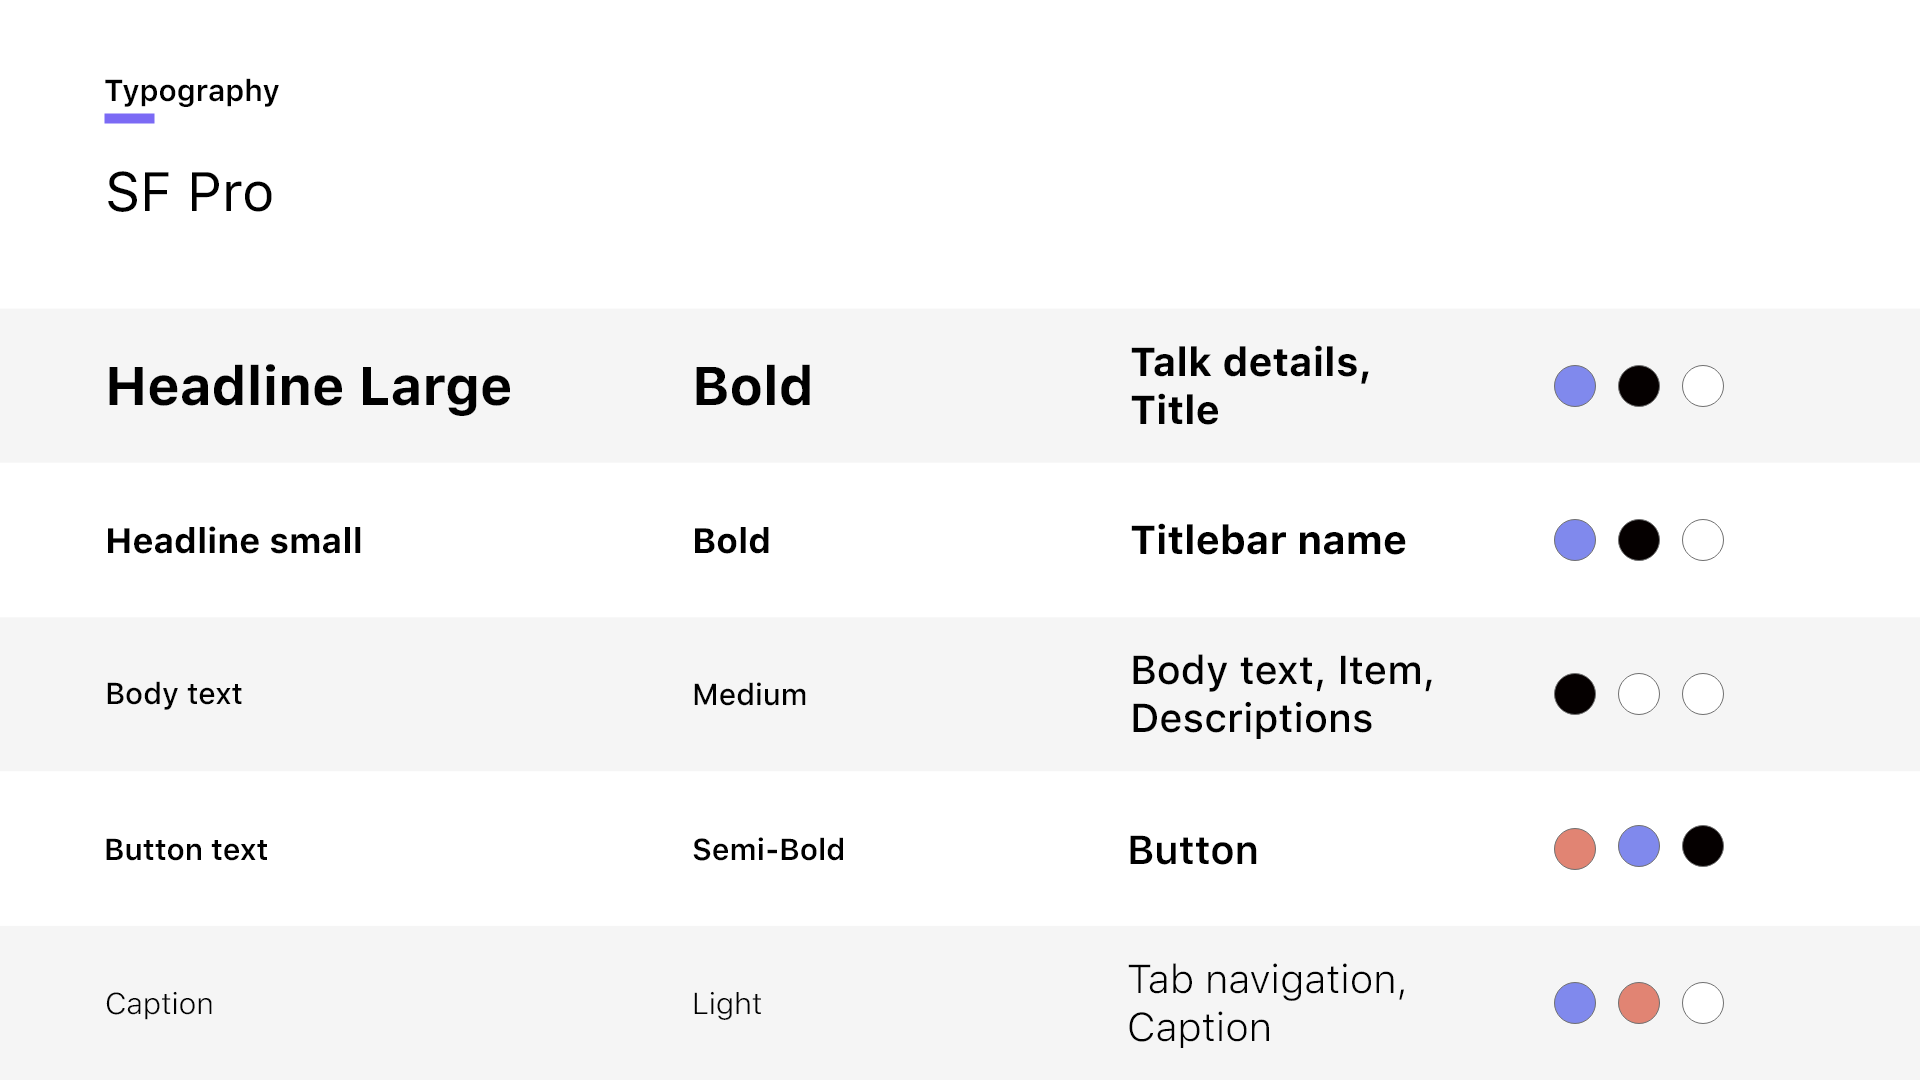 Typography
SF Pro
Headline Large
Bold
Talk details,
Title
Headline small
Bold
Titlebar name
Body text
Medium
Body text, Item,
Descriptions
Button text
Semi-Bold
Button
Caption
Light
Tab navigation,
Caption